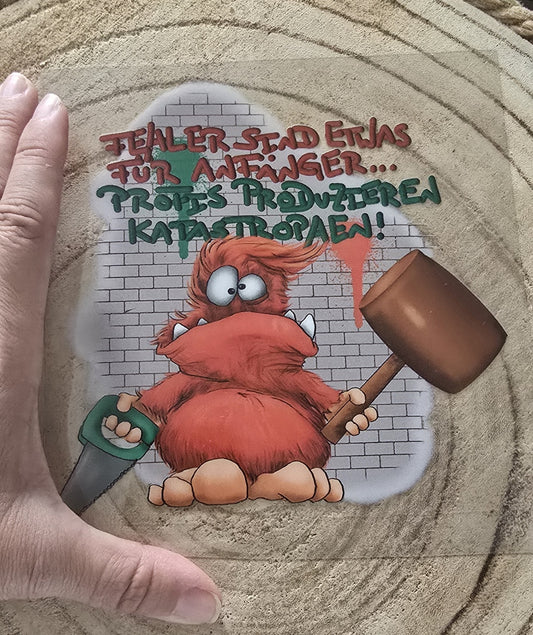 FEHLER SIND ETWAS
FÜR ANFÄNGER...
PROFIS PRODUZIEREN
KATASTROPHEN!